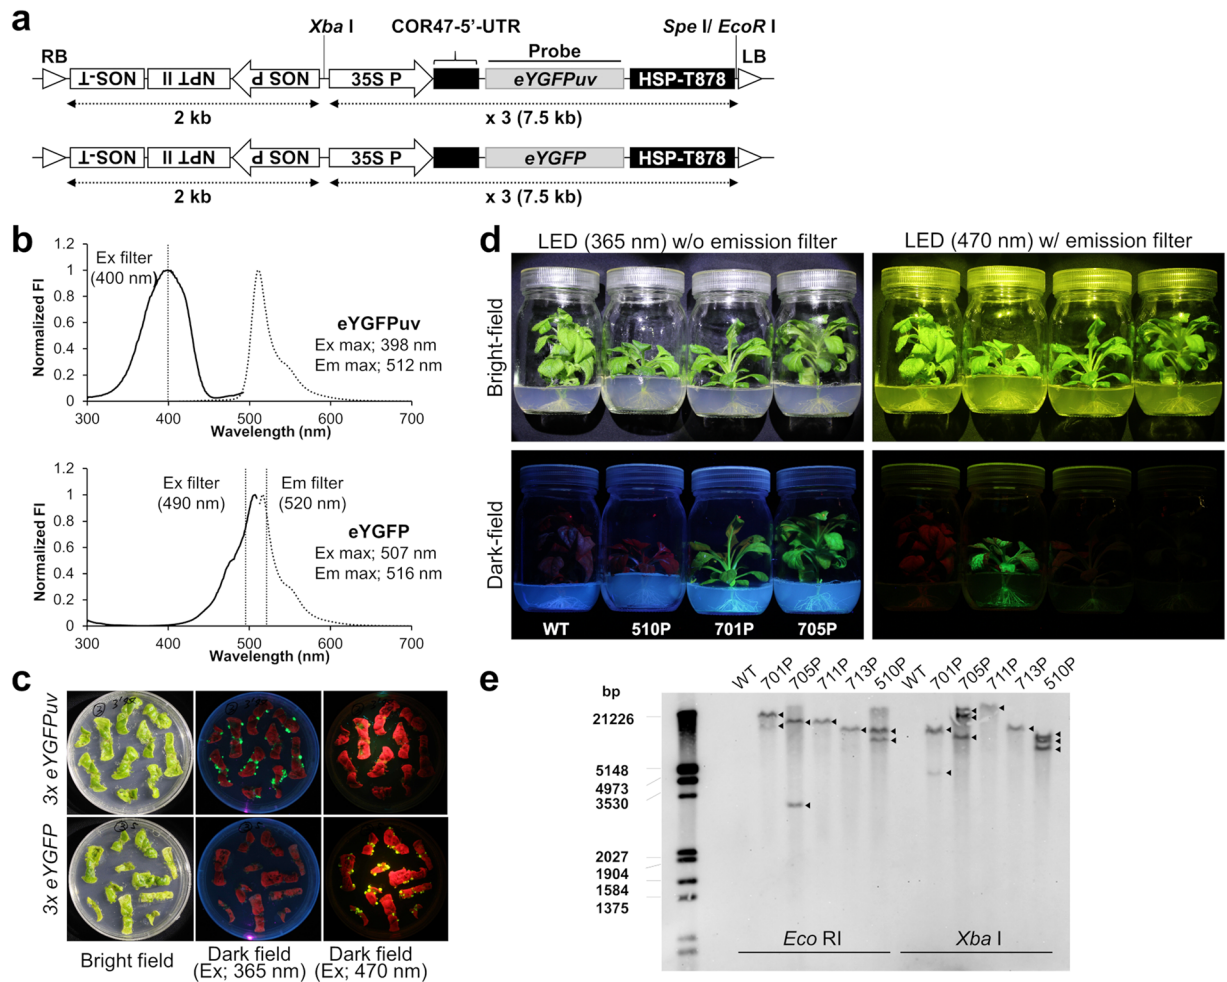 a
Xba I
COR47-5’-UTR
Spe I/ EcoR I
RB
Probe
LB
NOS-T
NPT II
NOS P
35S P
eYGFPuv
HSP-T878
2 kb
x 3 (7.5 kb)
NOS-T
NPT II
NOS P
35S P
eYGFP
HSP-T878
2 kb
x 3 (7.5 kb)
b
Normalized FI
1.2
1
0.8
0.6
0.4
0.2
0
Ex filter
(400 nm)
eYGFPuv
Ex max; 398 nm
Em max; 512 nm
300
400
500
600
700
Wavelength (nm)
Normalized FI
1.2
1
0.8
0.6
0.4
0.2
0
Ex filter
(490 nm)
Em filter
(520 nm)
eYGFP
Ex max; 507 nm
Em max; 516 nm
300
400
500
600
700
Wavelength (nm)
c
3x eYGFPuv
3x eYGFP
Bright field
Dark field
(Ex; 365 nm)
Dark field
(Ex; 470 nm)
d
LED (365 nm) w/o emission filter
LED (470 nm) w/ emission filter
Bright-field
Dark-field
WT
510P
701P
705P
e
bp
WT
701P
705P
711P
713P
510P
WT
701P
705P
711P
713P
510P
21226
5148
4973
3530
2027
1904
1584
1375
Eco RI
Xba I